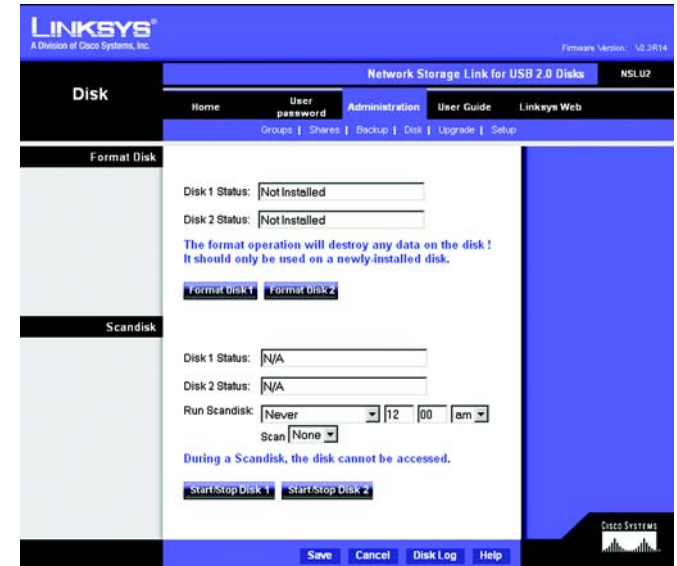 LINKSYS®
A Division of Cisco Systems, Inc.
Firmware Version: V2.3R14
Network Storage Link for USB 2.0 Disks NSLU2
Disk
Home User password Administration User Guide Linksys Web
Groups | Shares | Backup | Disk | Upgrade | Setup
Format Disk
Disk 1 Status: Not Installed
Disk 2 Status: Not Installed
The format operation will destroy any data on the disk !
It should only be used on a newly-installed disk.
Format Disk 1 Format Disk 2
Scandisk
Disk 1 Status: N/A
Disk 2 Status: N/A
Run Scandisk: Never 12 00 am
Scan None
During a Scandisk, the disk cannot be accessed.
Start/Stop Disk 1 Start/Stop Disk 2
CISCO SYSTEMS
Save Cancel Disk Log Help